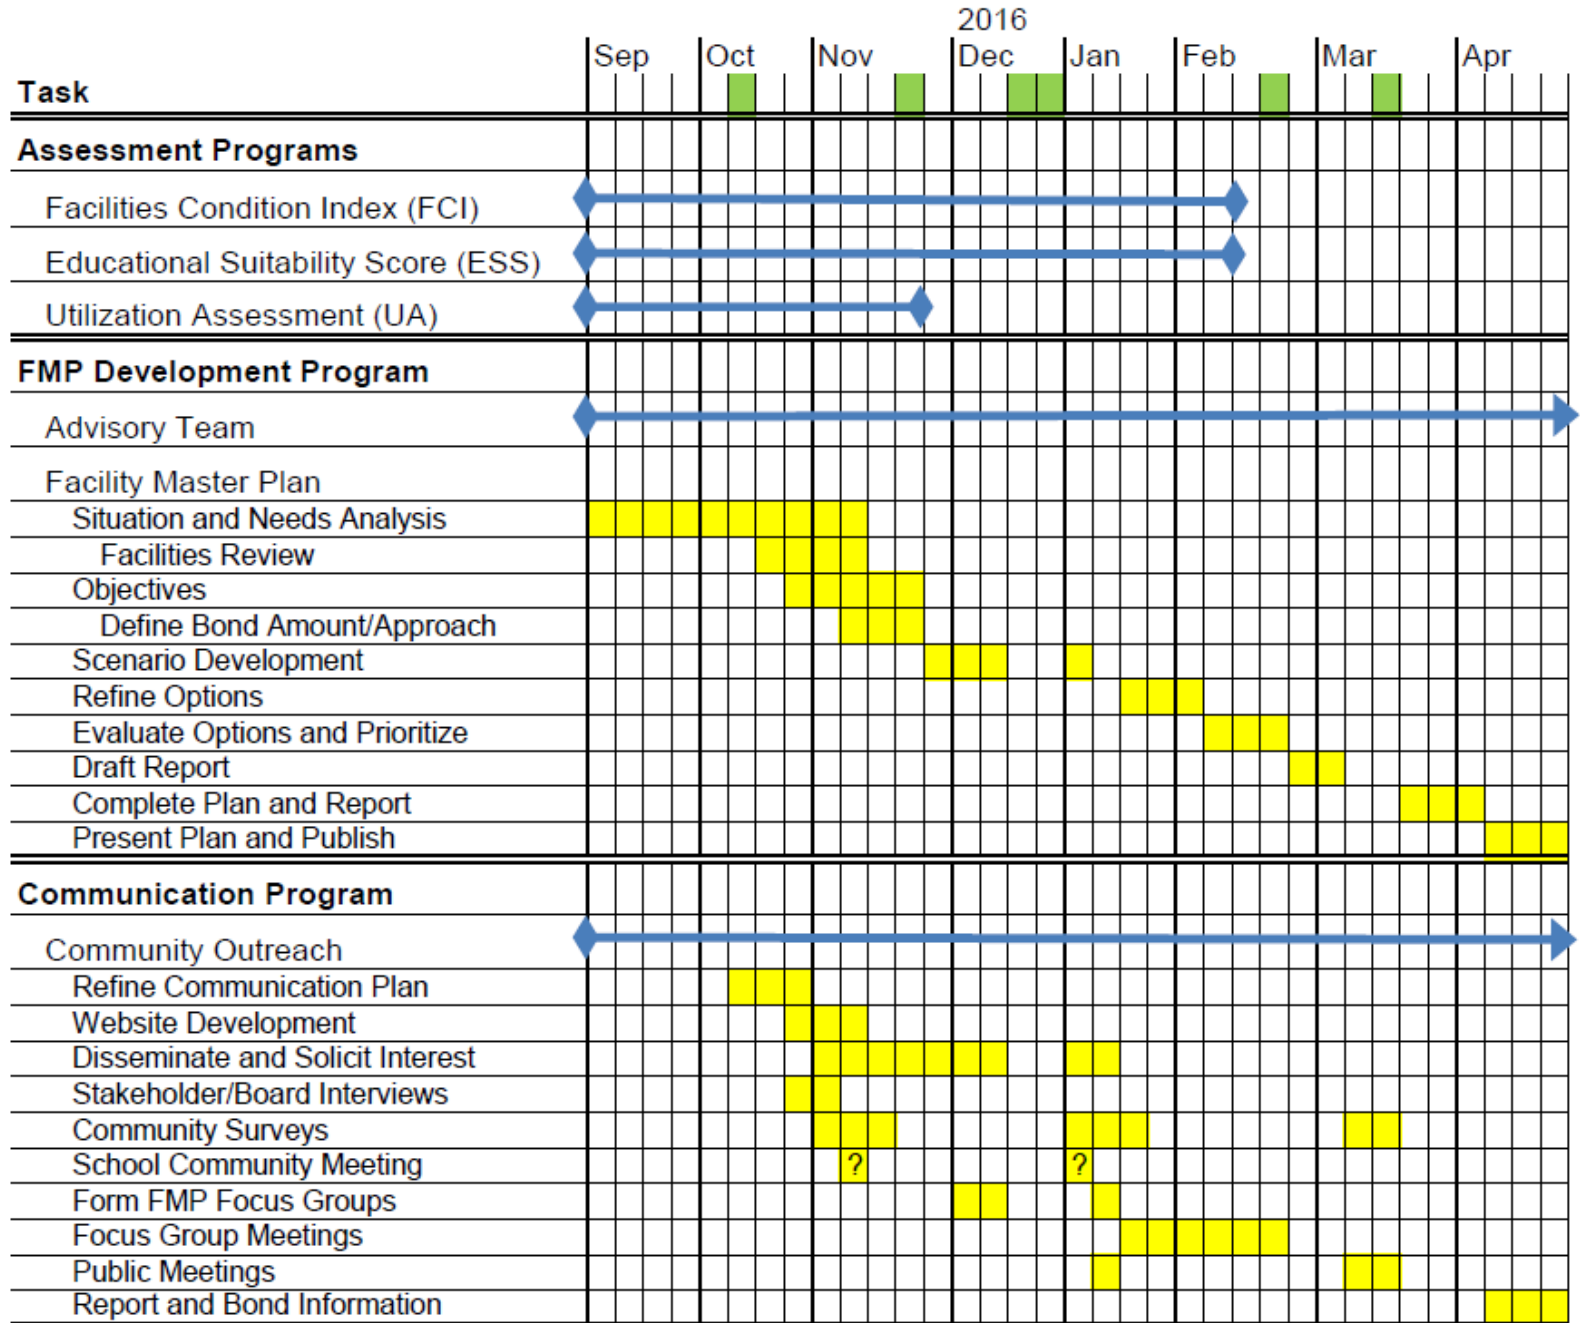 2016
Sep Oct Nov Dec Jan Feb Mar Apr
Task
Assessment Programs
Facilities Condition Index (FCI)
Educational Suitability Score (ESS)
Utilization Assessment (UA)
FMP Development Program
Advisory Team
Facility Master Plan
Situation and Needs Analysis
Facilities Review
Objectives
Define Bond Amount/Approach
Scenario Development
Refine Options
Evaluate Options and Prioritize
Draft Report
Complete Plan and Report
Present Plan and Publish
Communication Program
Community Outreach
Refine Communication Plan
Website Development
Disseminate and Solicit Interest
Stakeholder/Board Interviews
Community Surveys
School Community Meeting ? ?
Form FMP Focus Groups
Focus Group Meetings
Public Meetings
Report and Bond Information